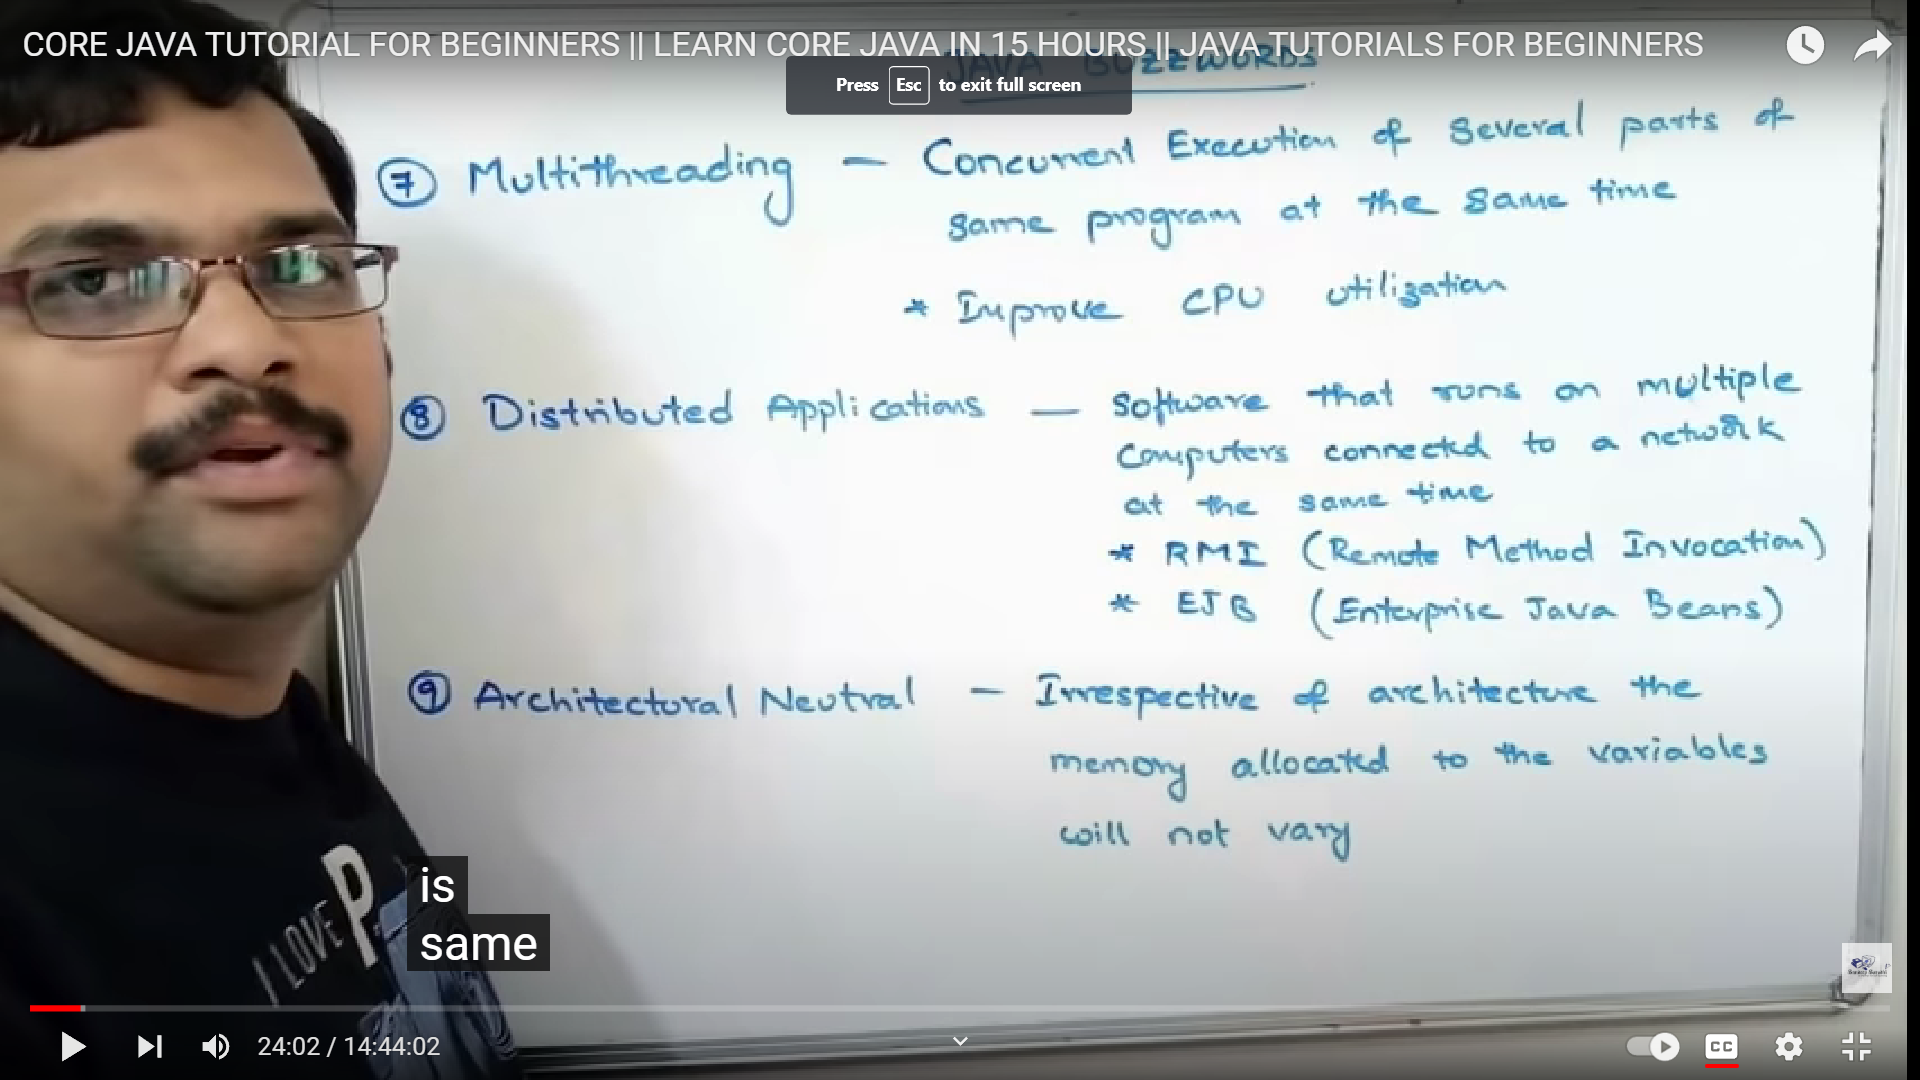 CORE JAVA TUTORIAL FOR BEGINNERS || LEARN CORE JAVA IN 15 HOURS || JAVA TUTORIALS FOR BEGINNERS
JAVA BUZZWORDS
Press Esc to exit full screen
7 Multithreading — Concurrent Execution of several parts of
same program at the same time
* Improve CPU utilization
8 Distributed Applications — Software that runs on multiple
computers connected to a network
at the same time
* RMI (Remote Method Invocation)
* EJB (Enterprise Java Beans)
9 Architectoral Neutral — Irrespective of architecture the
memory allocated to the variables
will not vary
I LOVE P
is
same
24:02 / 14:44:02
CC